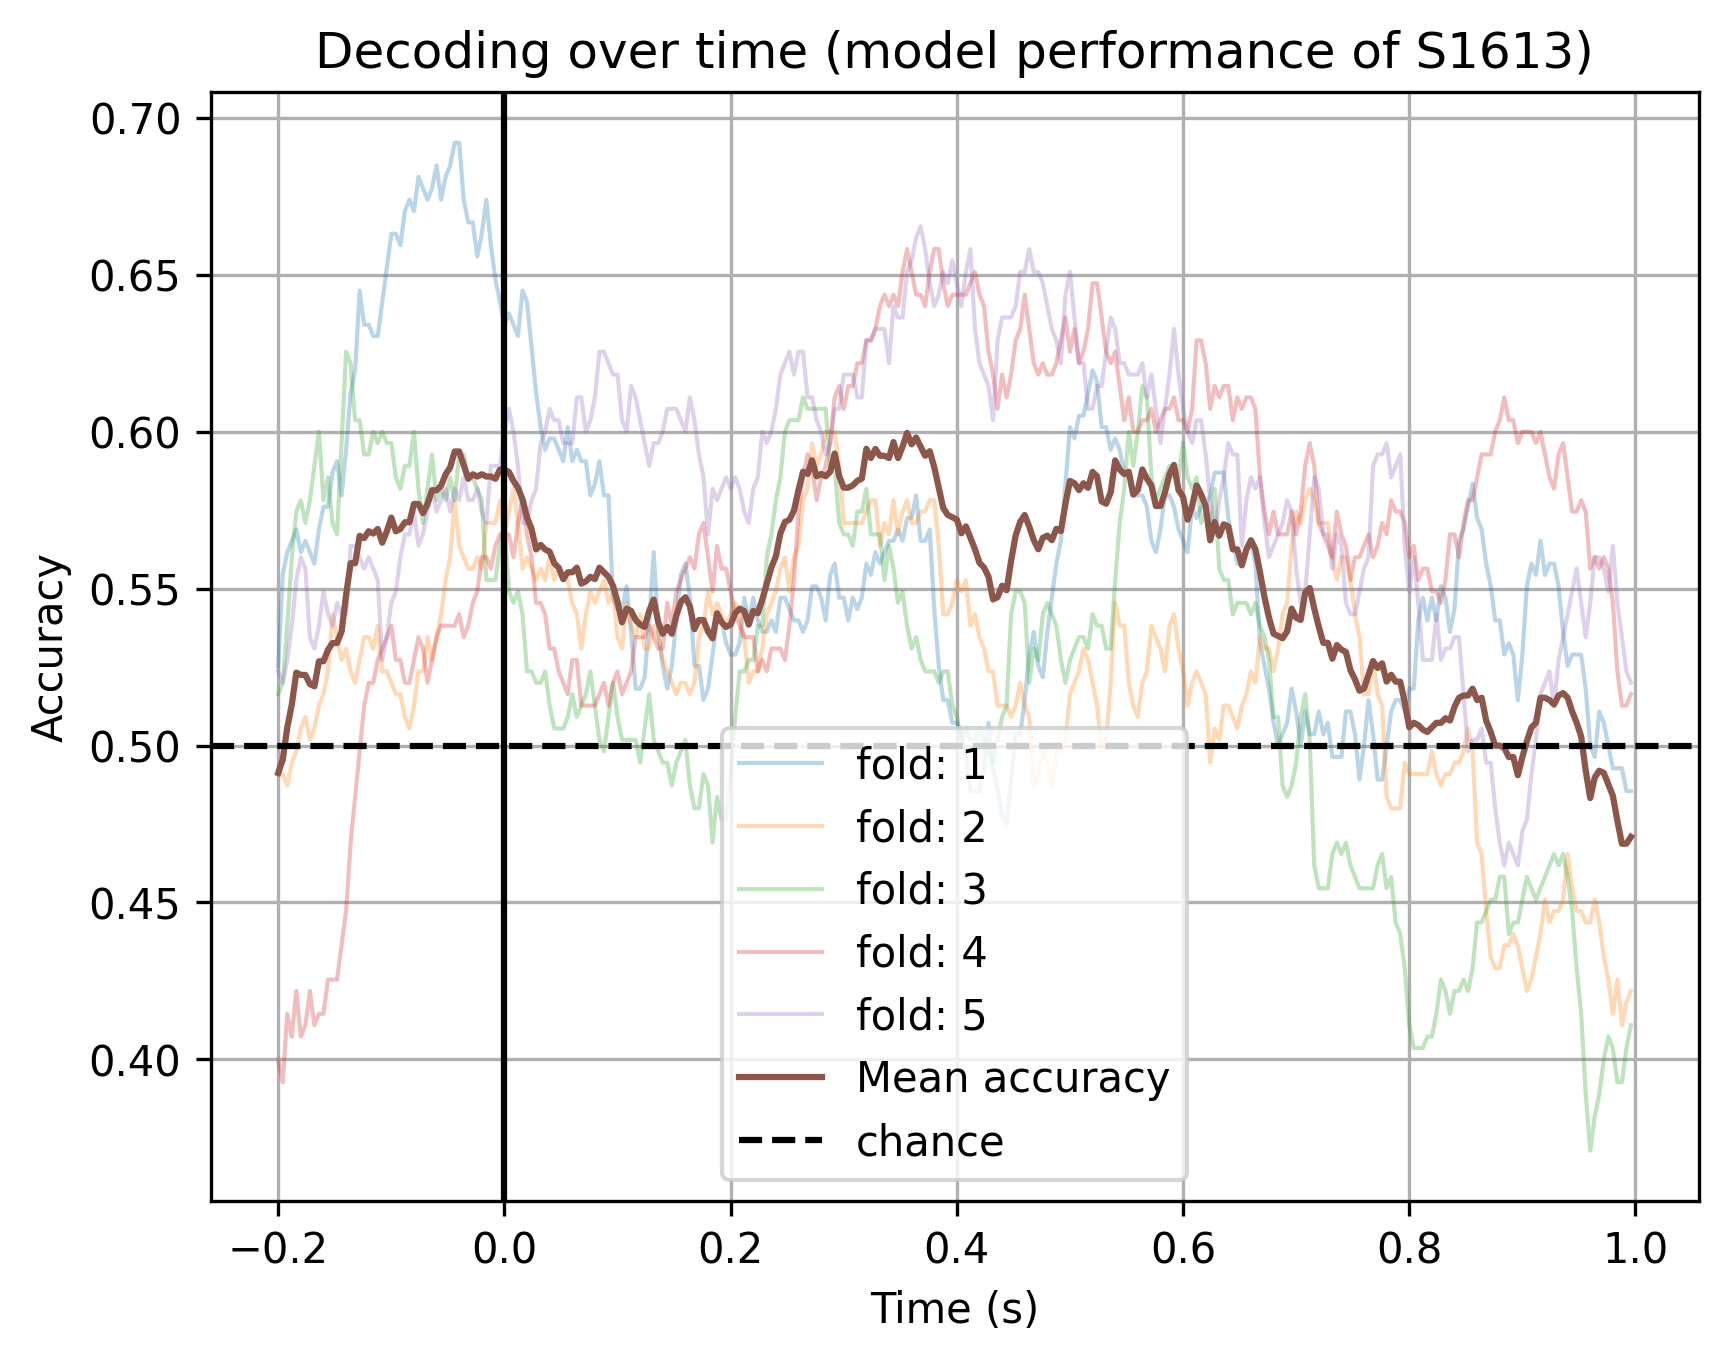 Decoding over time (model performance of S1613)
Accuracy
0.70
0.65
0.60
0.55
0.50
0.45
0.40
fold: 1
fold: 2
fold: 3
fold: 4
fold: 5
Mean accuracy
chance
−0.2 0.0 0.2 0.4 0.6 0.8 1.0
Time (s)